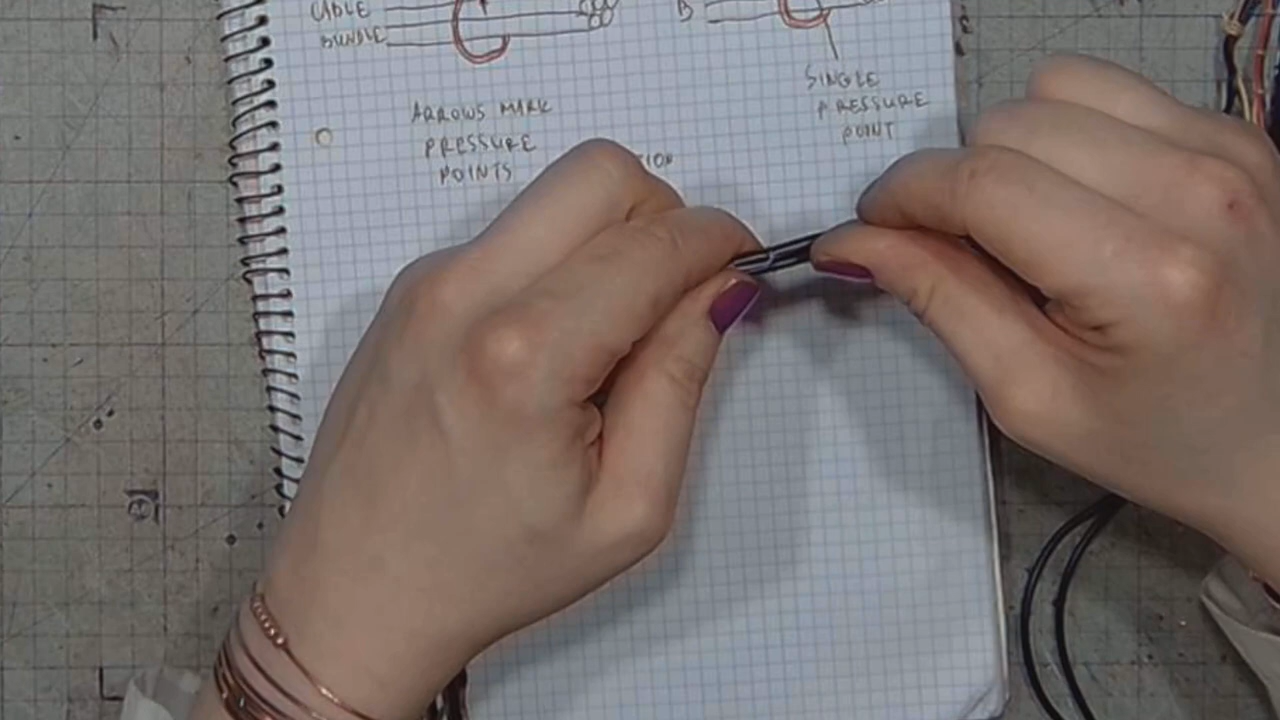 CABLE
BUNDLE
B
ARROWS MARK
PRESSURE
POINTS
SINGLE
PRESSURE
POINT